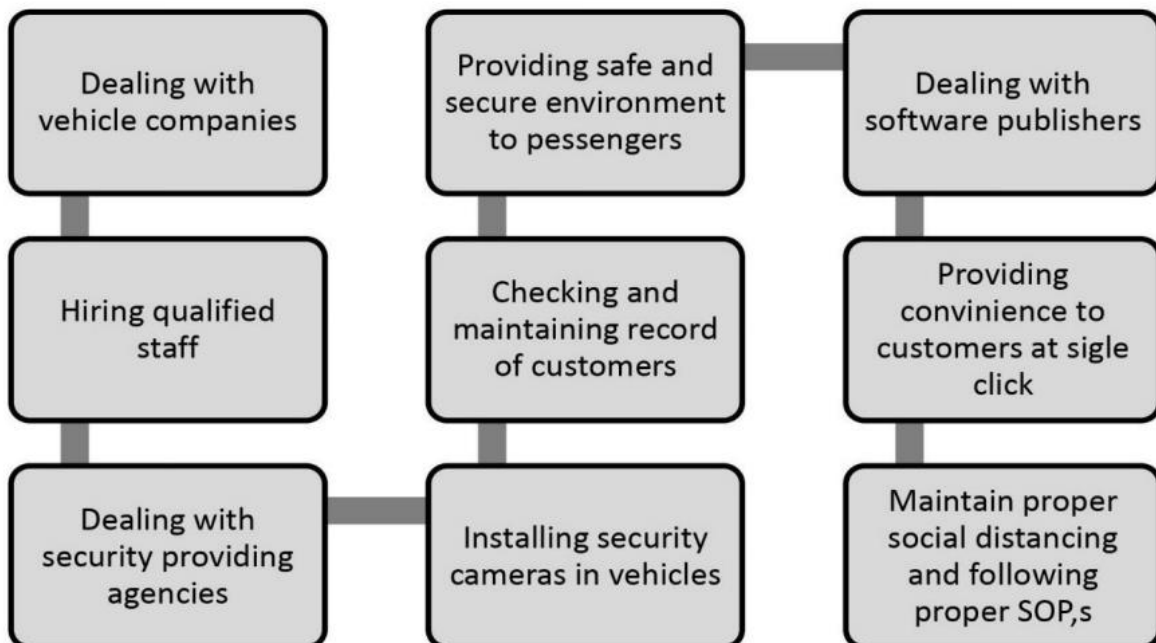 Dealing with
vehicle companies
Hiring qualified
staff
Dealing with
security providing
agencies
Installing security
cameras in vehicles
Checking and
maintaining record
of customers
Providing safe and
secure environment
to pessengers
Dealing with
software publishers
Providing
convinience to
customers at sigle
click
Maintain proper
social distancing
and following
proper SOP,s